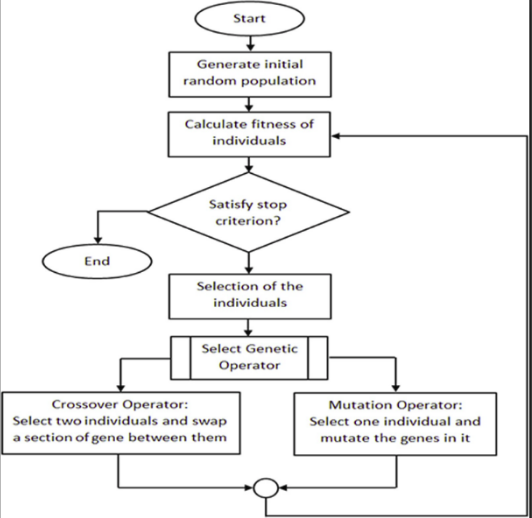 Start
Generate initial
random population
Calculate fitness of
individuals
Satisfy stop
criterion?
End
Selection of the
individuals
Select Genetic
Operator
Crossover Operator:
Select two individuals and swap
a section of gene between them
Mutation Operator:
Select one individual and
mutate the genes in it